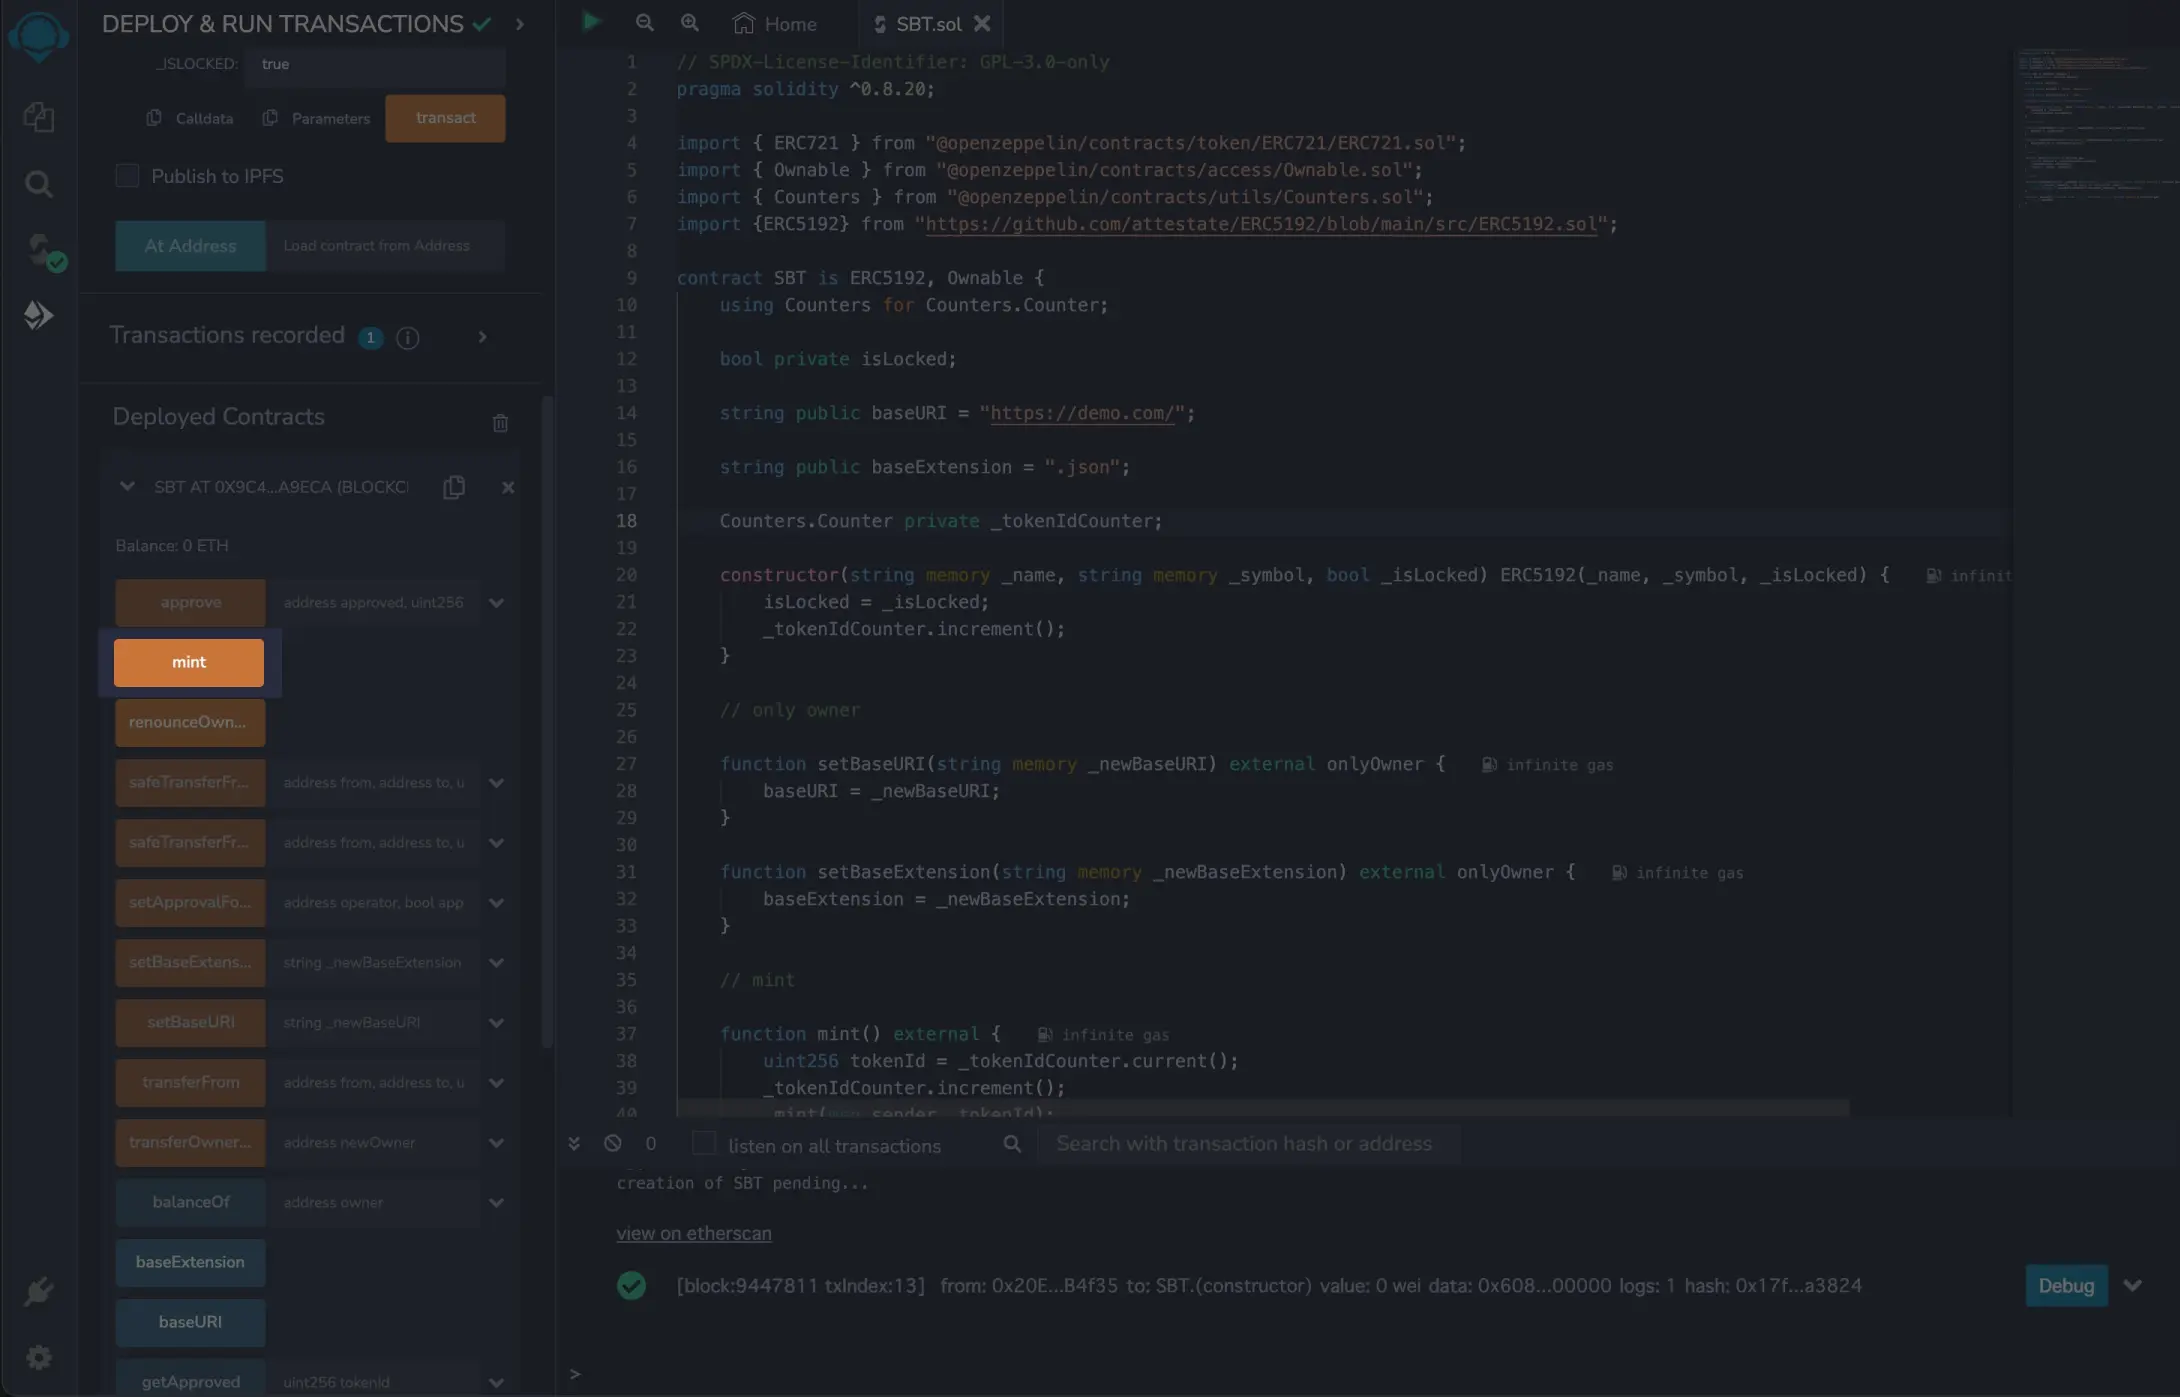 DEPLOY & RUN TRANSACTIONS
_ISLOCKED: true
Calldata Parameters transact
Publish to IPFS
At Address Load contract from Address
Transactions recorded 1
Deployed Contracts
SBT AT 0X9C4...A9ECA (BLOCKCI
Balance: 0 ETH
approve address approved, uint256
mint
renounceOwn...
safeTransferFr... address from, address to, u
safeTransferFr... address from, address to, u
setApprovalFo... address operator, bool app
setBaseExtens... string _newBaseExtension
setBaseURI string _newBaseURI
transferFrom address from, address to, u
transferOwner... address newOwner
balanceOf address owner
baseExtension
baseURI
getApproved uint256 tokenId
Home SBT.sol
1 // SPDX-License-Identifier: GPL-3.0-only
2 pragma solidity ^0.8.20;
3
4 import { ERC721 } from "@openzeppelin/contracts/token/ERC721/ERC721.sol";
5 import { Ownable } from "@openzeppelin/contracts/access/Ownable.sol";
6 import { Counters } from "@openzeppelin/contracts/utils/Counters.sol";
7 import {ERC5192} from "https://github.com/attestate/ERC5192/blob/main/src/ERC5192.sol";
8
9 contract SBT is ERC5192, Ownable {
10 using Counters for Counters.Counter;
11
12 bool private isLocked;
13
14 string public baseURI = "https://demo.com/";
15
16 string public baseExtension = ".json";
17
18 Counters.Counter private _tokenIdCounter;
19
20 constructor(string memory _name, string memory _symbol, bool _isLocked) ERC5192(_name, _symbol, _isLocked) { infinit
21 isLocked = _isLocked;
22 _tokenIdCounter.increment();
23 }
24
25 // only owner
26
27 function setBaseURI(string memory _newBaseURI) external onlyOwner { infinite gas
28 baseURI = _newBaseURI;
29 }
30
31 function setBaseExtension(string memory _newBaseExtension) external onlyOwner { infinite gas
32 baseExtension = _newBaseExtension;
33 }
34
35 // mint
36
37 function mint() external { infinite gas
38 uint256 tokenId = _tokenIdCounter.current();
39 _tokenIdCounter.increment();
40 _mint(msg.sender, tokenId);
0 listen on all transactions Search with transaction hash or address
creation of SBT pending...
view on etherscan
[block:9447811 txIndex:13] from: 0x20E...B4f35 to: SBT.(constructor) value: 0 wei data: 0x608...00000 logs: 1 hash: 0x17f...a3824
Debug
>